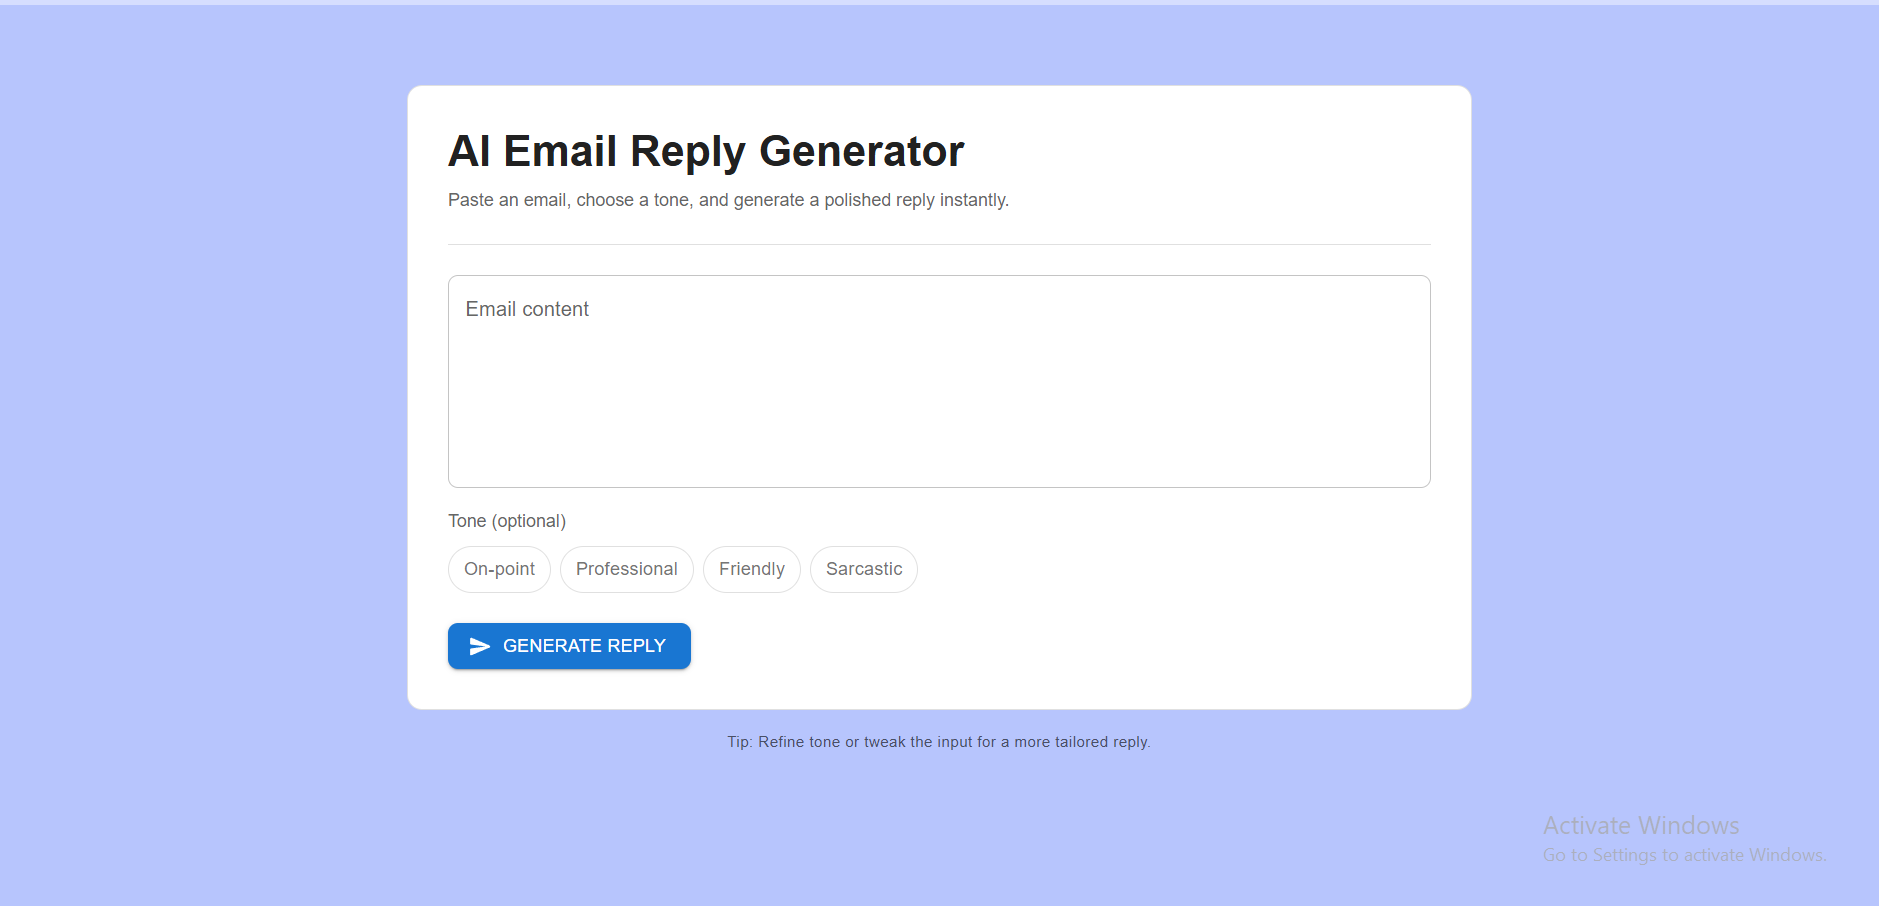 AI Email Reply Generator
Paste an email, choose a tone, and generate a polished reply instantly.
Email content
Tone (optional)
On-point Professional Friendly Sarcastic
GENERATE REPLY
Tip: Refine tone or tweak the input for a more tailored reply.
Activate Windows
Go to Settings to activate Windows.